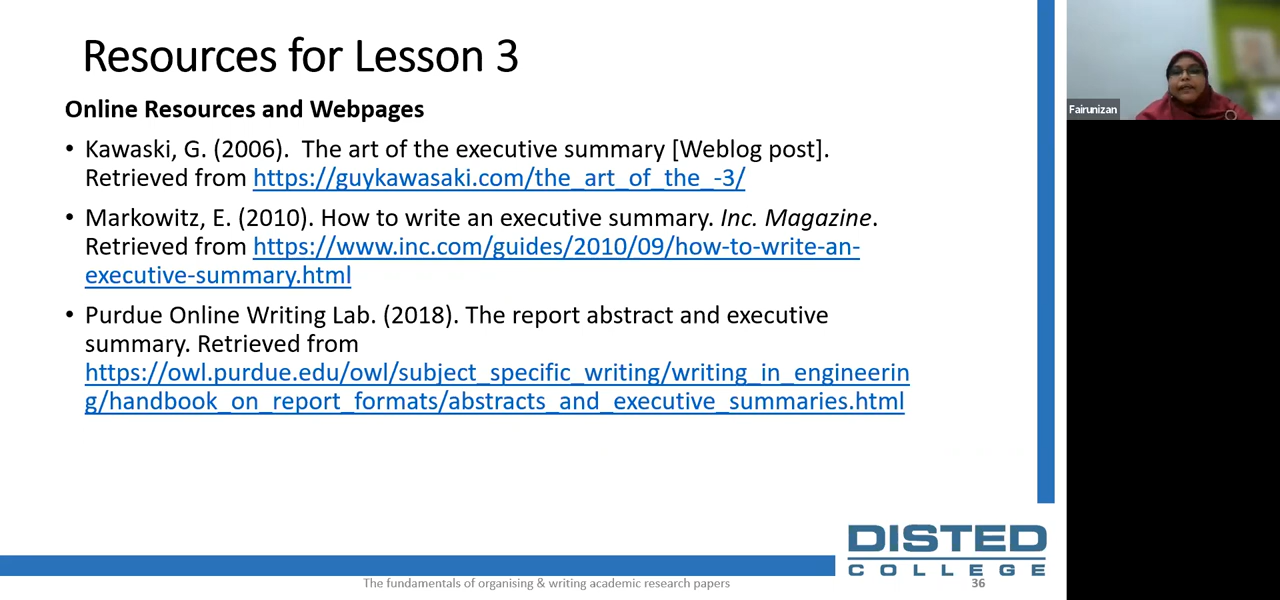 Resources for Lesson 3
Online Resources and Webpages
• Kawaski, G. (2006).  The art of the executive summary [Weblog post].
Retrieved from https://guykawasaki.com/the_art_of_the_-3/
• Markowitz, E. (2010). How to write an executive summary. Inc. Magazine.
Retrieved from https://www.inc.com/guides/2010/09/how-to-write-an-
executive-summary.html
• Purdue Online Writing Lab. (2018). The report abstract and executive
summary. Retrieved from
https://owl.purdue.edu/owl/subject_specific_writing/writing_in_engineerin
g/handbook_on_report_formats/abstracts_and_executive_summaries.html
DISTED
COLLEGE
The fundamentals of organising & writing academic research papers
36
Fairunizan